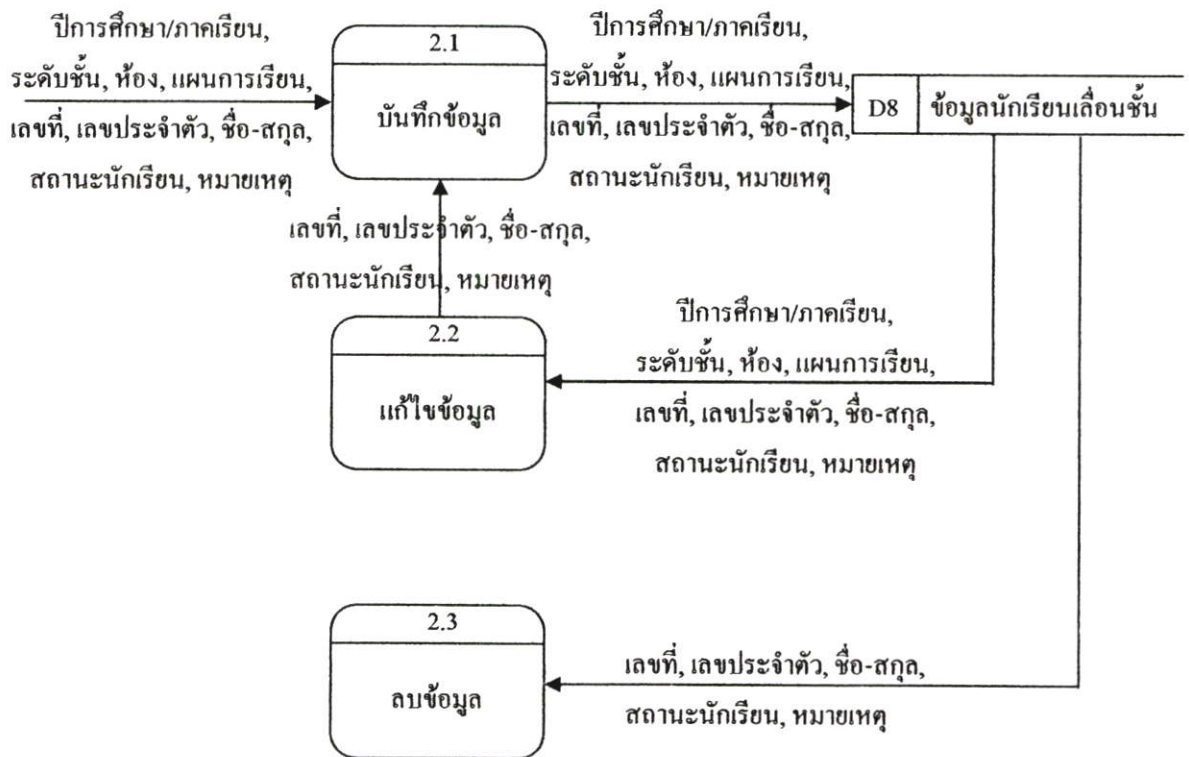 ปีการศึกษา/ภาคเรียน,
ระดับชั้น, ห้อง, แผนการเรียน,
เลขที่, เลขประจำตัว, ชื่อ-สกุล,
สถานะนักเรียน, หมายเหตุ
2.1
บันทึกข้อมูล
ปีการศึกษา/ภาคเรียน,
ระดับชั้น, ห้อง, แผนการเรียน,
เลขที่, เลขประจำตัว, ชื่อ-สกุล,
สถานะนักเรียน, หมายเหตุ
D8
ข้อมูลนักเรียนเลื่อนชั้น
เลขที่, เลขประจำตัว, ชื่อ-สกุล,
สถานะนักเรียน, หมายเหตุ
2.2
แก้ไขข้อมูล
ปีการศึกษา/ภาคเรียน,
ระดับชั้น, ห้อง, แผนการเรียน,
เลขที่, เลขประจำตัว, ชื่อ-สกุล,
สถานะนักเรียน, หมายเหตุ
2.3
ลบข้อมูล
เลขที่, เลขประจำตัว, ชื่อ-สกุล,
สถานะนักเรียน, หมายเหตุ